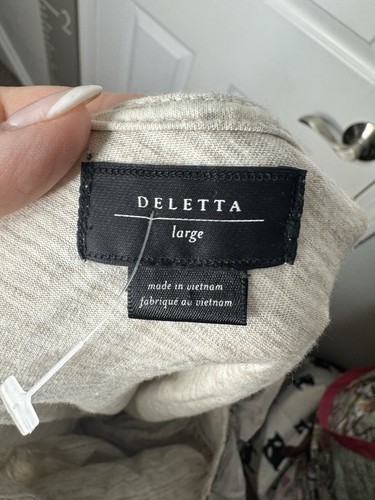 DELETTA
large
made in vietnam
fabriqué au vietnam